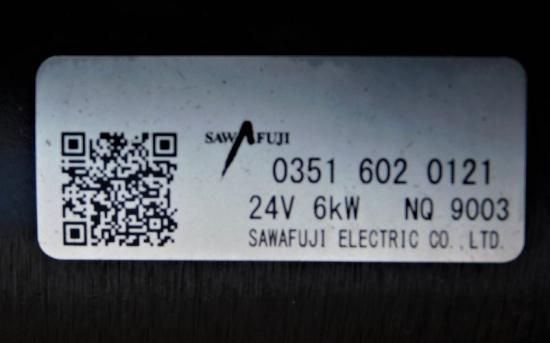 SAWAFUJI
0351 602 0121
24V 6kW NQ 9003
SAWAFUJI ELECTRIC CO.,LTD.